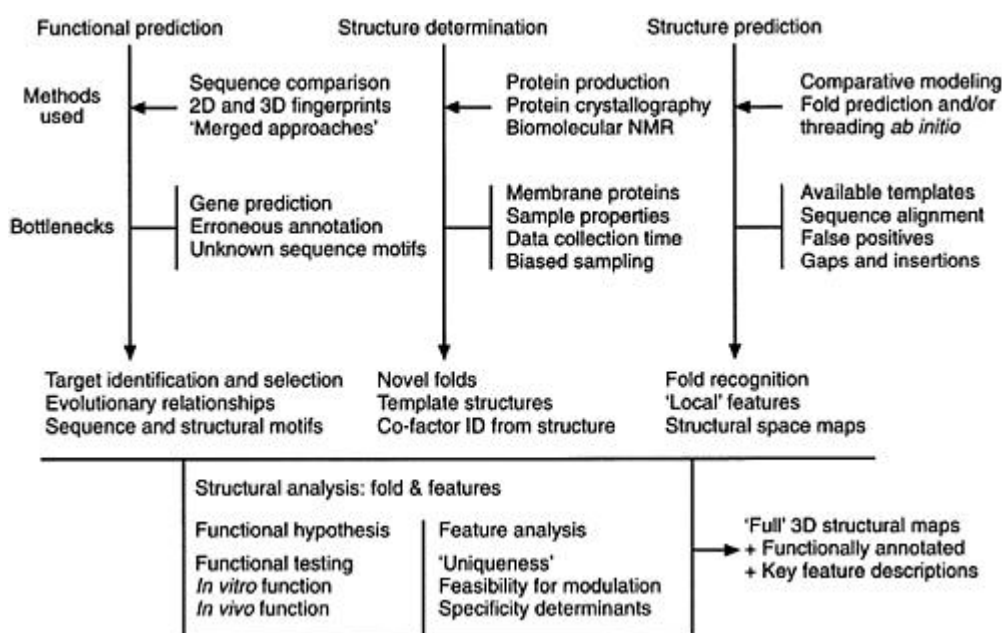 Functional prediction
Structure determination
Structure prediction
Methods
used
Sequence comparison
2D and 3D fingerprints
'Merged approaches'
Protein production
Protein crystallography
Biomolecular NMR
Comparative modeling
Fold prediction and/or
threading ab initio
Bottlenecks
Gene prediction
Erroneous annotation
Unknown sequence motifs
Membrane proteins
Sample properties
Data collection time
Biased sampling
Available templates
Sequence alignment
False positives
Gaps and insertions
Target identification and selection
Evolutionary relationships
Sequence and structural motifs
Novel folds
Template structures
Co-factor ID from structure
Fold recognition
'Local' features
Structural space maps
Structural analysis: fold & features
Functional hypothesis
Functional testing
In vitro function
In vivo function
Feature analysis
'Uniqueness'
Feasibility for modulation
Specificity determinants
'Full' 3D structural maps
+ Functionally annotated
+ Key feature descriptions